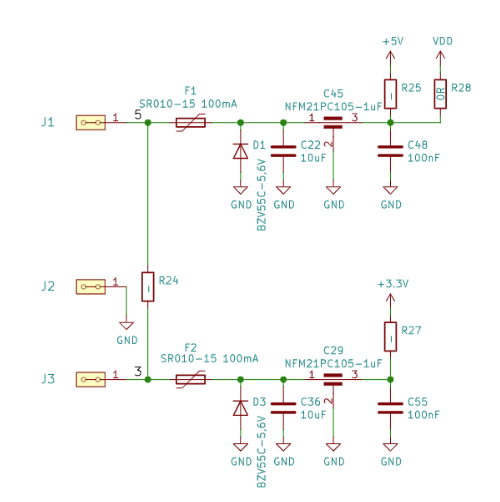 +5V
VDD
R25
OR
R28
F1
SR010-15 100mA
C45
NFM21PC105-1uF
J1
1
5
1
3
2
D1
BZV55C-5,6V
C22
10uF
C48
100nF
GND
GND
GND
GND
J2
1
R24
GND
+3.3V
R27
F2
SR010-15 100mA
C29
NFM21PC105-1uF
J3
1
3
1
3
2
D3
BZV55C-5,6V
C36
10uF
C55
100nF
GND
GND
GND
GND